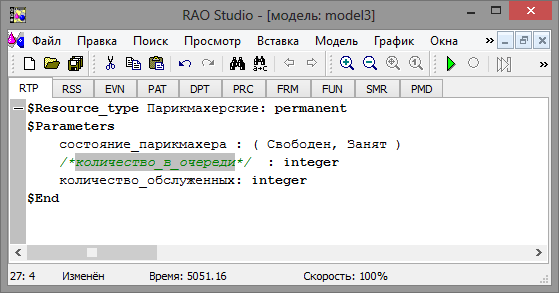 RAO Studio - [модель: model3]
Файл Правка Поиск Просмотр Вставка Модель График Окна »
RTP RSS EVN PAT DPT PRC FRM FUN SMR PMD
$Resource_type Парикмахерские: permanent
$Parameters
состояние_парикмахера : ( Свободен, Занят )
/*количество_в_очереди*/ : integer
количество_обслуженных: integer
$End
27: 4 Изменён Время: 5051.16 Скорость: 100%